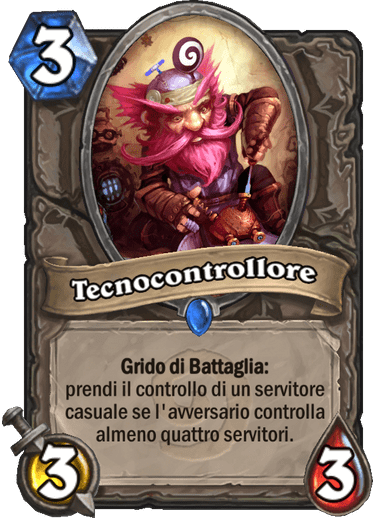 3
Tecnocontrollore
Grido di Battaglia:
prendi il controllo di un servitore
casuale se l'avversario controlla
almeno quattro servitori.
3
3